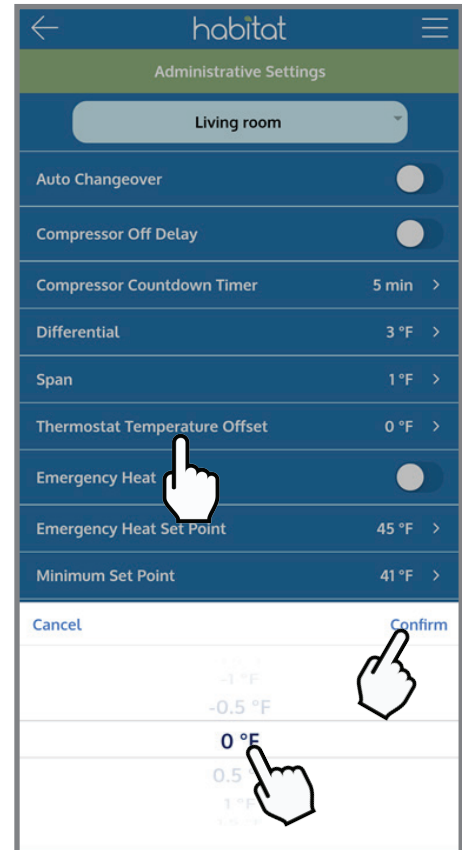 habitat
Administrative Settings
Living room
Auto Changeover
Compressor Off Delay
Compressor Countdown Timer 5 min >
Differential 3 °F >
Span 1 °F >
Thermostat Temperature Offset 0 °F >
Emergency Heat
Emergency Heat Set Point 45 °F >
Minimum Set Point 41 °F >
Cancel Confirm
-1 °F
-0.5 °F
0 °F
0.5
1 °F